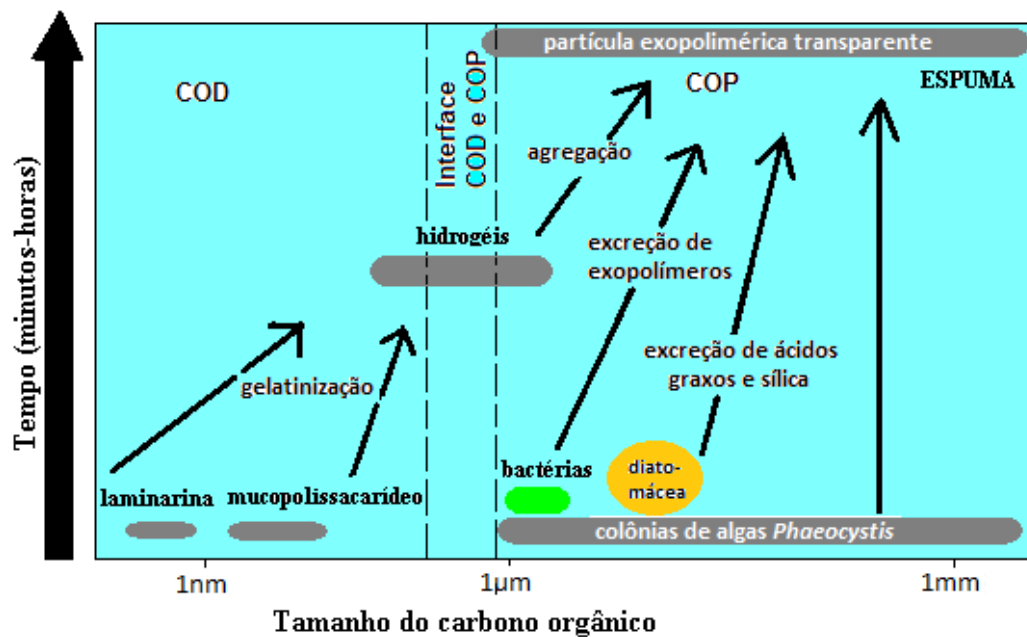 partícula exopolimérica transparente
COD
Interface
COD e COP
COP
ESPUMA
agregação
hidrogéis
excreção de
exopolímeros
Tempo (minutos-horas)
excreção de ácidos
graxos e sílica
gelatinização
bactérias
diato-
mácea
laminarina
mucopolissacarídeo
colônias de algas Phaeocystis
1nm
1μm
1mm
Tamanho do carbono orgânico